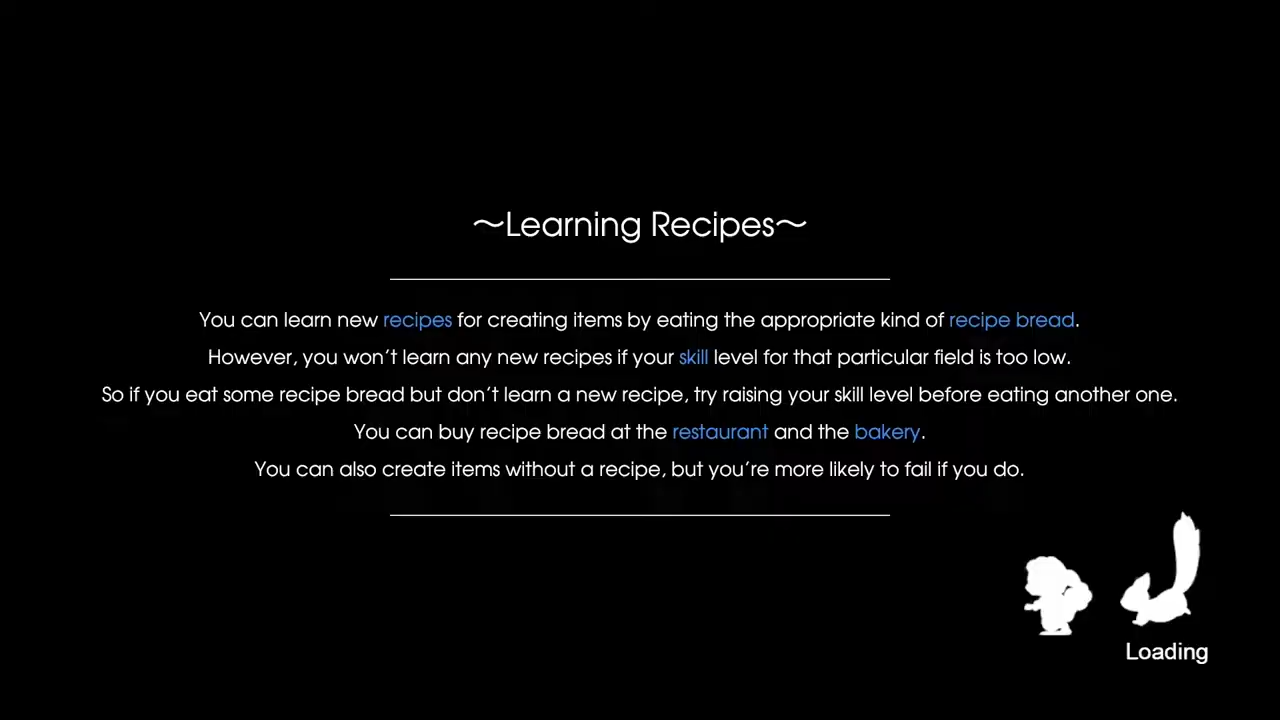 ～Learning Recipes～
You can learn new recipes for creating items by eating the appropriate kind of recipe bread.
However, you won't learn any new recipes if your skill level for that particular field is too low.
So if you eat some recipe bread but don't learn a new recipe, try raising your skill level before eating another one.
You can buy recipe bread at the restaurant and the bakery.
You can also create items without a recipe, but you're more likely to fail if you do.
Loading